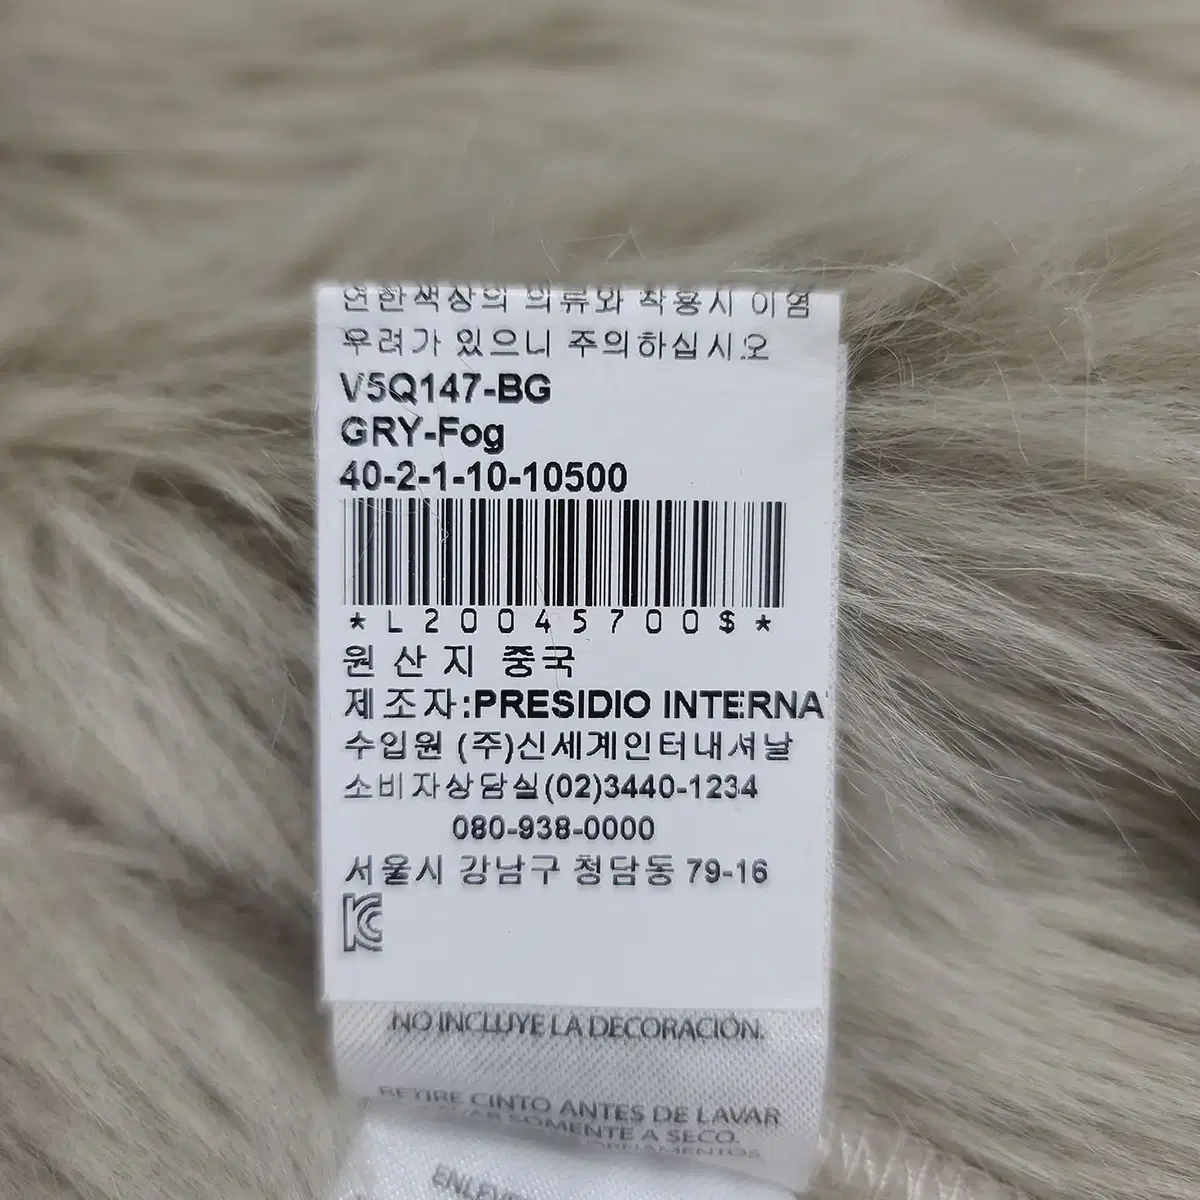 연한색상의 의류와 착용시 이염
우려가 있으니 주의하십시오
V5Q147-BG
GRY-Fog
40-2-1-10-10500
*L20045700$*
원산지 중국
제조자:PRESIDIO INTERNA
수입원 (주)신세계인터내셔날
소비자상담실(02)3440-1234
080-938-0000
서울시 강남구 청담동 79-16
KC
NO INCLUYE LA DECORACIÓN.
RETIRE CINTO ANTES DE LAVAR
SOMENTE A SECO.